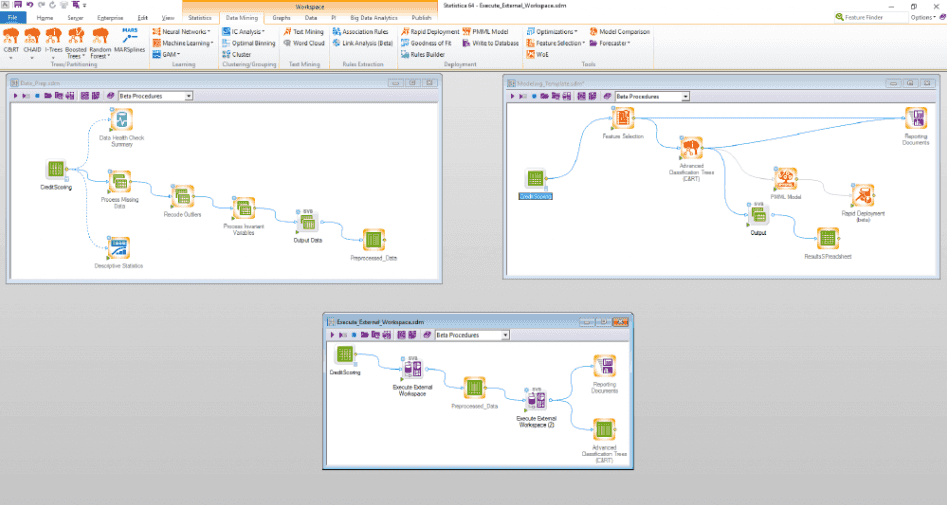 Workspace
Statistica 64 - Execute_External_Workspace.sdm
File Home Server Enterprise Edit View Statistics Data Mining Graphs Data PI Big Data Analytics Publish
Feature Finder Options
C&RT CHAID I-Trees Boosted Trees Random Forest MARS MARSplines
Trees/Partitioning
Neural Networks
Machine Learning
GAM
Learning
IC Analysis
Optimal Binning
Cluster
Clustering/Grouping
Text Mining
Word Cloud
Text Mining
Association Rules
Link Analysis (Beta)
Rules Extraction
Rapid Deployment PMML Model
Goodness of Fit Write to Database
Rules Builder
Deployment
Optimizations Model Comparison
Feature Selection Forecaster
WoE
Tools
Data_Prep.sdm
Beta Procedures
Data Health Check
Summary
CreditScoring
Process Missing
Data
Recode Outliers
Process Invariant
Variables
SVB
Output Data
Preprocessed_Data
Descriptive Statistics
Modeling_Template.sdm*
Beta Procedures
Feature Selection
Reporting
Documents
Advanced
Classification Trees
(C&RT)
CreditScoring
PMML Model
Rapid Deployment
(beta)
SVB
Output
ResultsSPreadsheet
Execute_External_Workspace.sdm
Beta Procedures
CreditScoring
SVB
Execute External
Workspace
Preprocessed_Data
SVB
Execute External
Workspace (2)
Reporting
Documents
Advanced
Classification Trees
(C&RT)